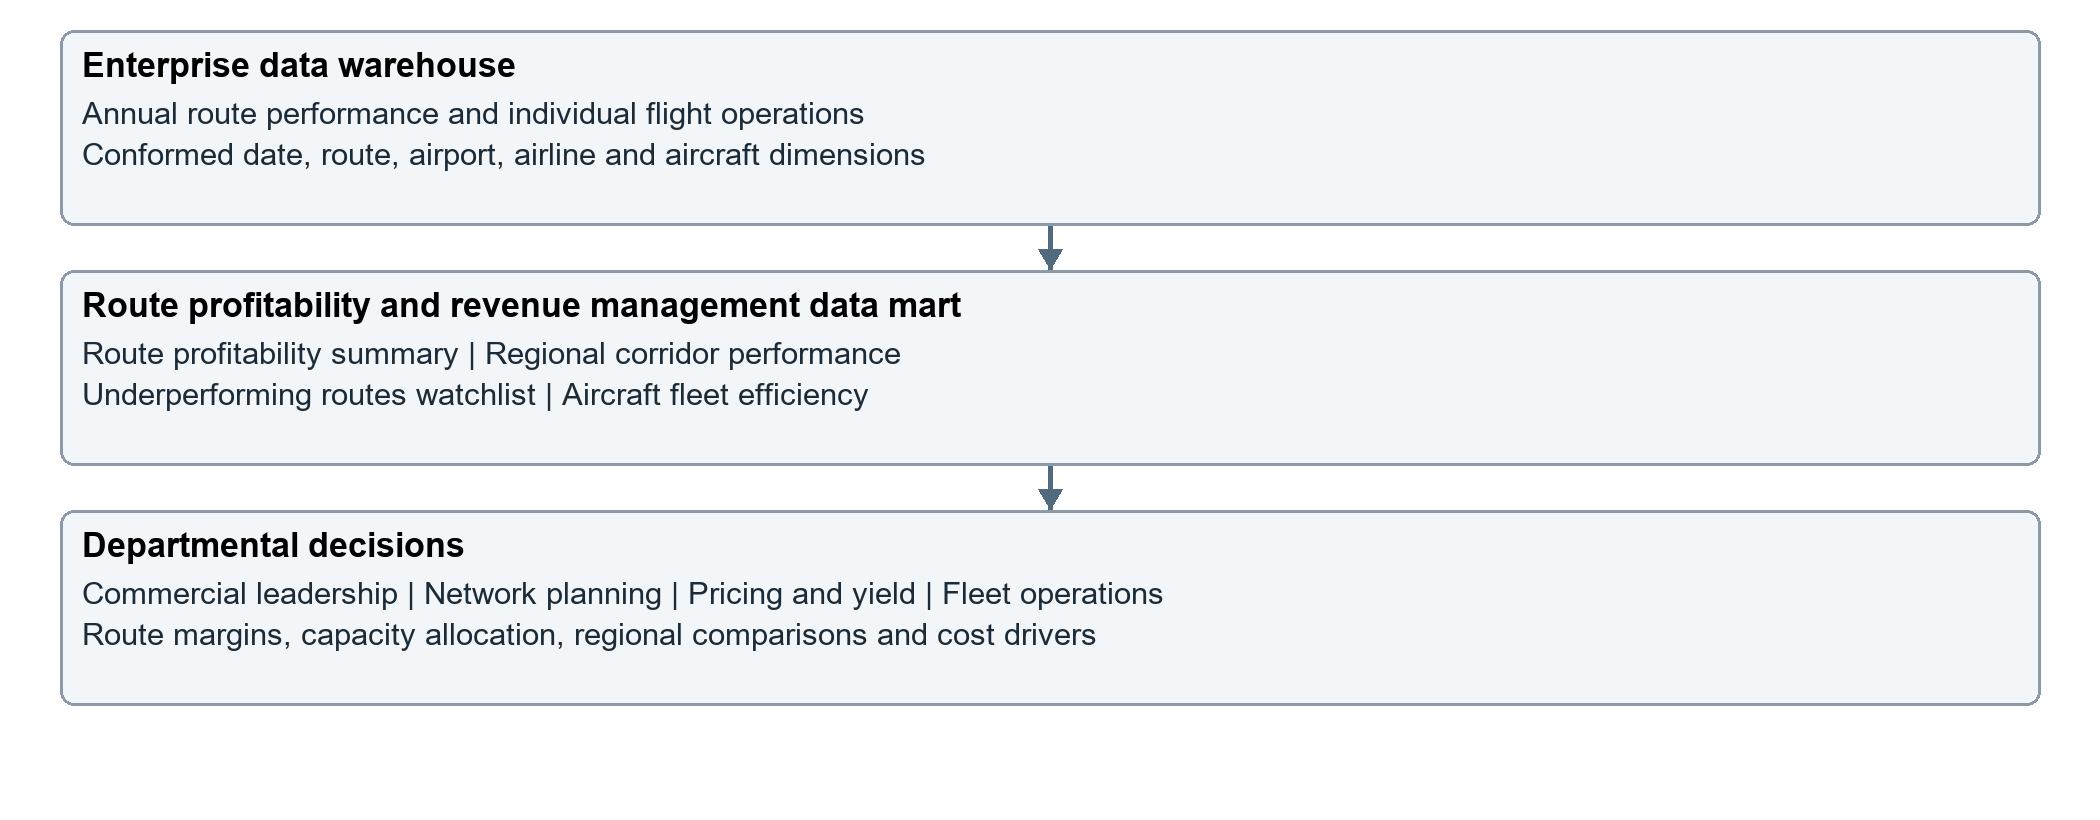 Enterprise data warehouse
Annual route performance and individual flight operations
Conformed date, route, airport, airline and aircraft dimensions
Route profitability and revenue management data mart
Route profitability summary | Regional corridor performance
Underperforming routes watchlist | Aircraft fleet efficiency
Departmental decisions
Commercial leadership | Network planning | Pricing and yield | Fleet operations
Route margins, capacity allocation, regional comparisons and cost drivers